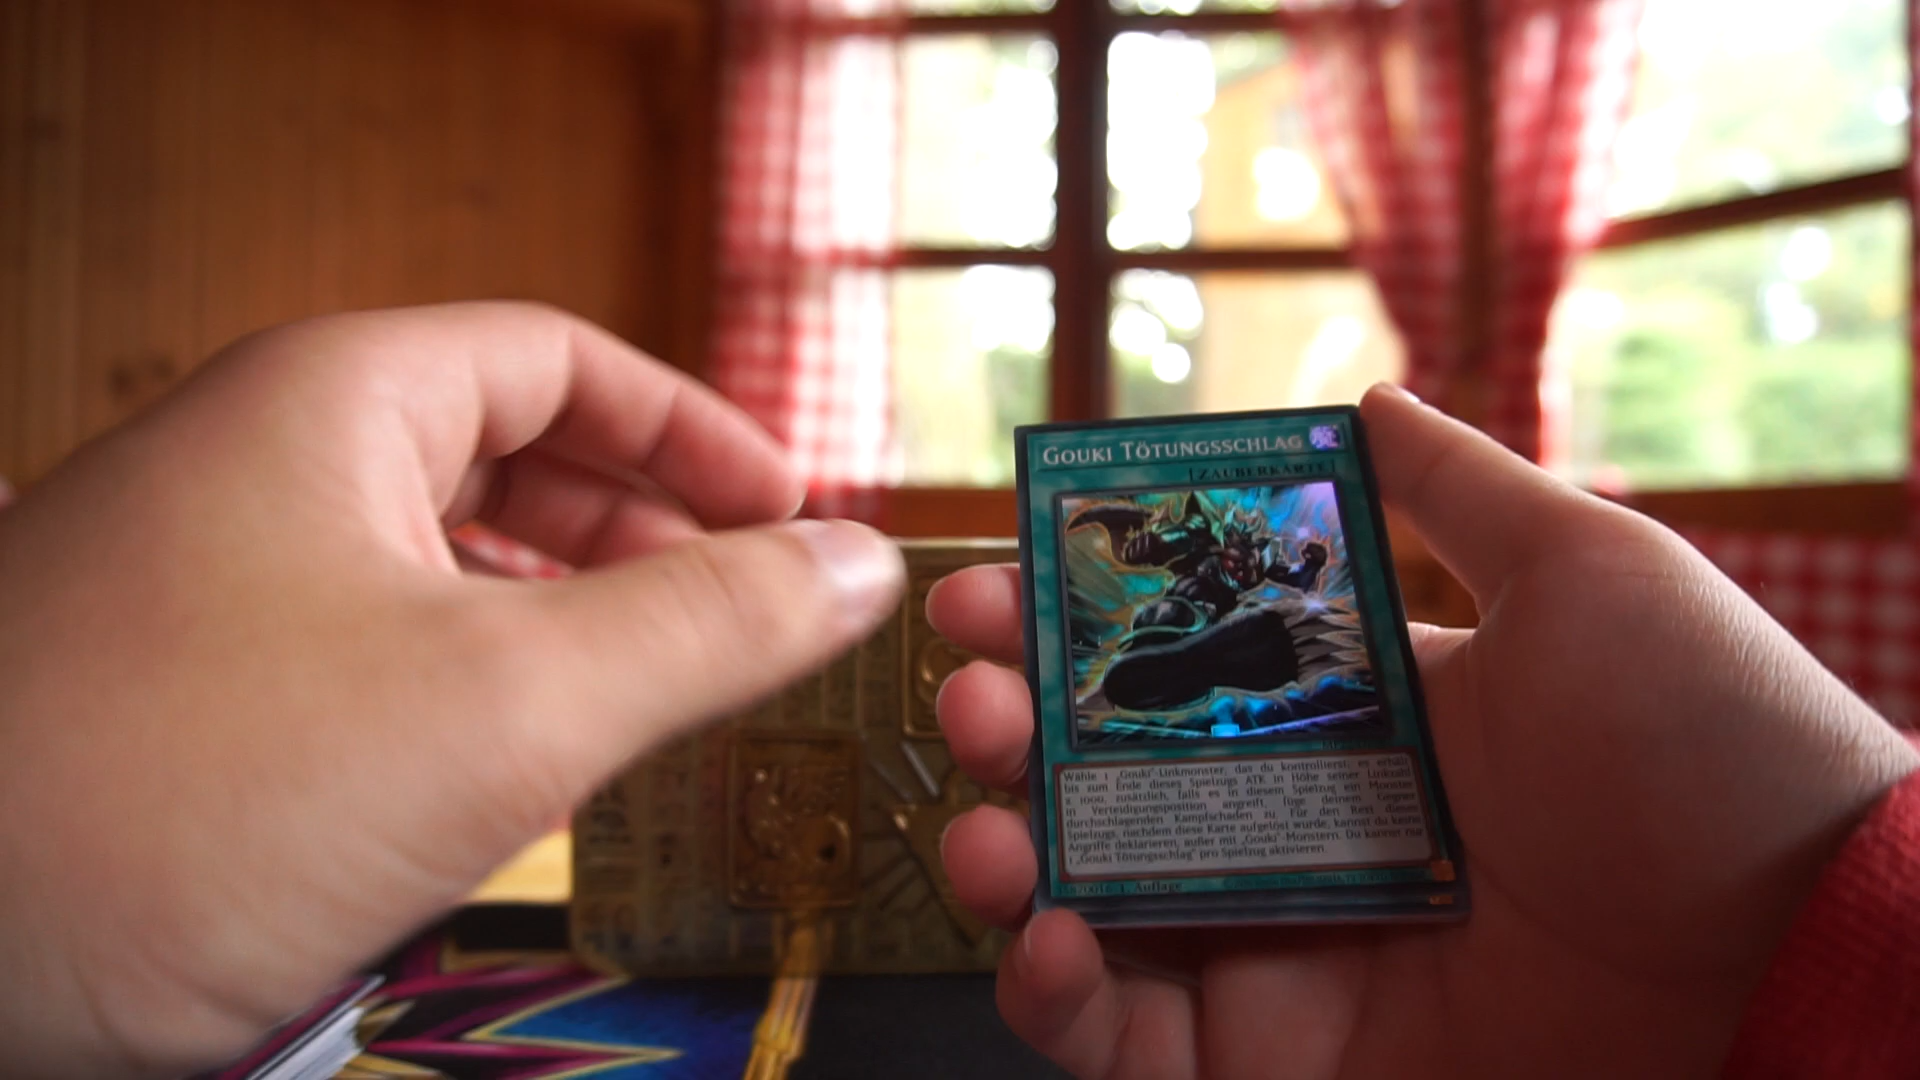 GOUKI TÖTUNGSSCHLAG
[ZAUBERKARTE]
Wähle 1 „Gouki"-Linkmonster, das du kontrollierst; es erhält
bis zum Ende dieses Spielzugs ATK in Höhe seiner Linkzahl
x 1000, zusätzlich, falls es in diesem Spielzug ein Monster
in Verteidigungsposition angreift, füge deinem Gegner
durchschlagenden Kampfschaden zu. Für den Rest dieses
Spielzugs, nachdem diese Karte aufgelöst wurde, kannst du keine
Angriffe deklarieren, außer mit „Gouki"-Monstern. Du kannst nur
1 „Gouki Tötungsschlag" pro Spielzug aktivieren.
1. Auflage